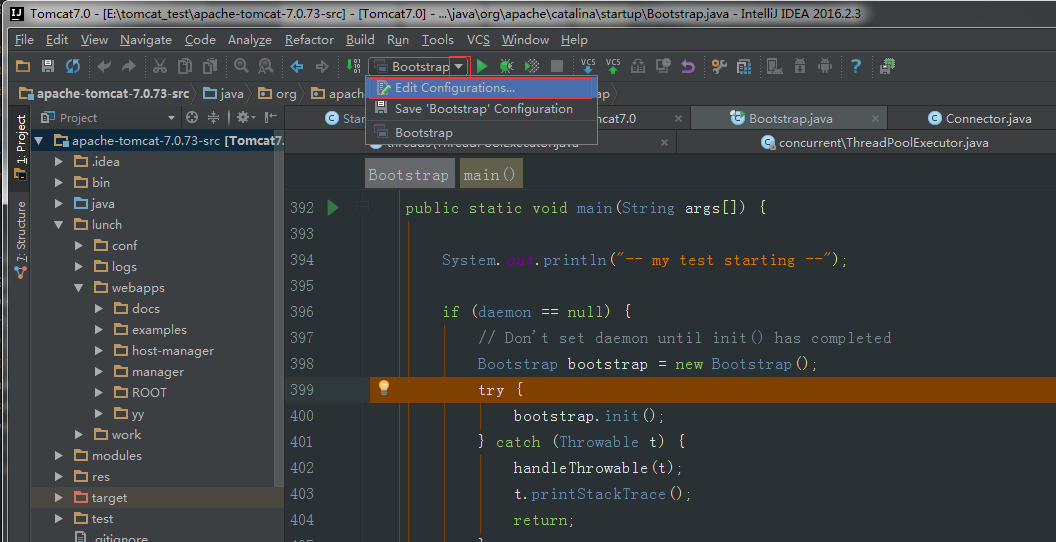 Tomcat7.0 - [E:\tomcat_test\apache-tomcat-7.0.73-src] - [Tomcat7.0] - ...\java\org\apache\catalina\startup\Bootstrap.java - IntelliJ IDEA 2016.2.3
File Edit View Navigate Code Analyze Refactor Build Run Tools VCS Window Help
Bootstrap VCS VCS
apache-tomcat-7.0.73-src java org apache
Edit Configurations...
Save 'Bootstrap' Configuration
Bootstrap
Project
Star
cat7.0
Bootstrap.java
Connector.java
threads\ThreadPoolExecutor.java
concurrent\ThreadPoolExecutor.java
1: Project
7: Structure
apache-tomcat-7.0.73-src [Tomcat7
.idea
bin
java
lunch
conf
logs
webapps
docs
examples
host-manager
manager
ROOT
yy
work
modules
res
target
test
.gitignore
Bootstrap main()
392 public static void main(String args[]) {
393
394 System.out.println("-- my test starting --");
395
396 if (daemon == null) {
397 // Don't set daemon until init() has completed
398 Bootstrap bootstrap = new Bootstrap();
399 try {
400 bootstrap.init();
401 } catch (Throwable t) {
402 handleThrowable(t);
403 t.printStackTrace();
404 return;